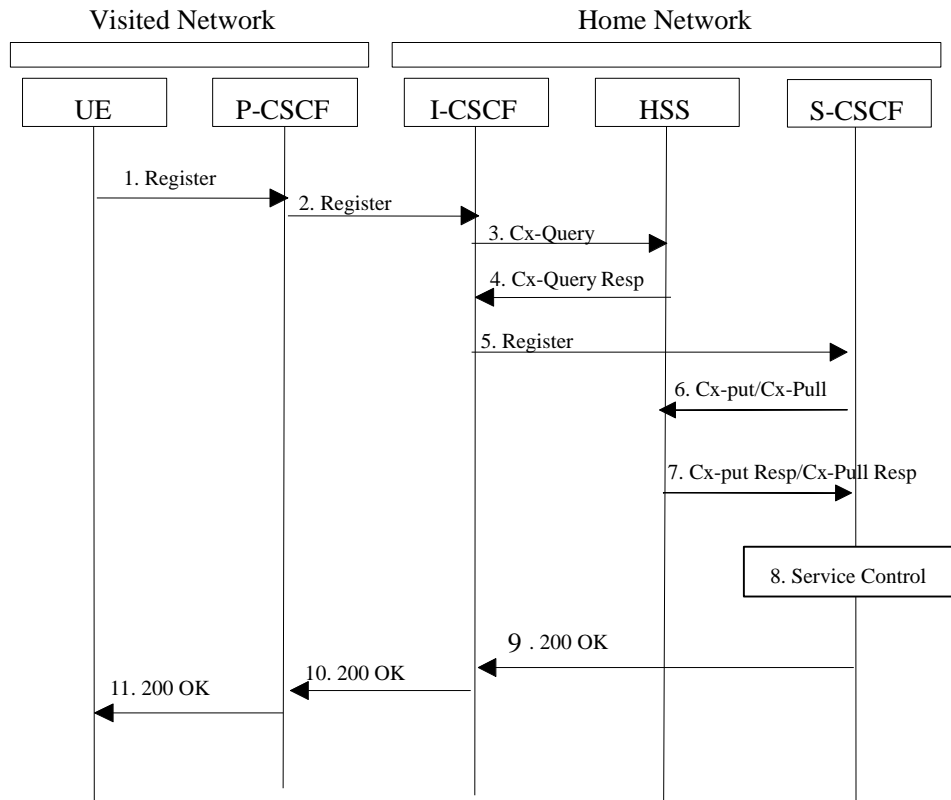 Visited Network
Home Network
UE
P-CSCF
I-CSCF
HSS
S-CSCF
1. Register
2. Register
3. Cx-Query
4. Cx-Query Resp
5. Register
6. Cx-put/Cx-Pull
7. Cx-put Resp/Cx-Pull Resp
8. Service Control
9 . 200 OK
10. 200 OK
11. 200 OK